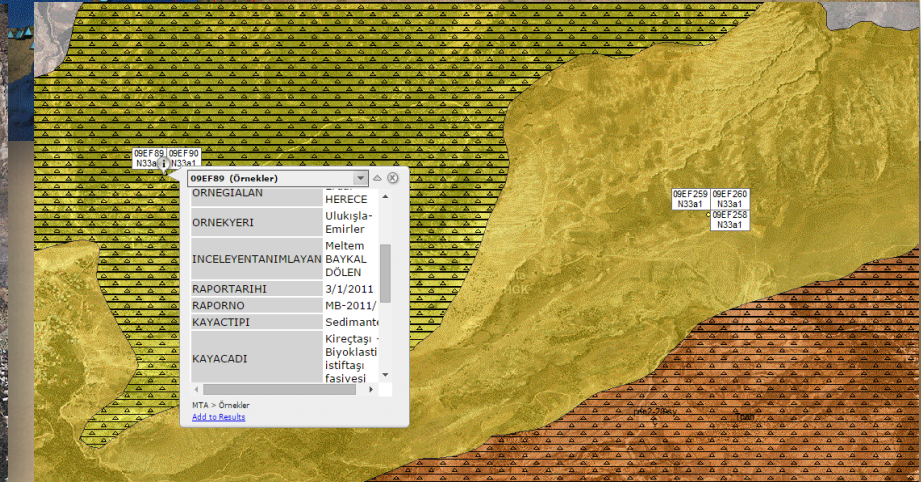 09EF89 09EF90
N33a1 N33a1
09EF89 (Örnekler)
ORNEGIALAN
HERECE
ORNEKYERI
Ulukışla-
Emirler
INCELEYENTANIMLAYAN
Meltem
BAYKAL
DÖLEN
RAPORTARIHI 3/1/2011
RAPORNO MB-2011/
KAYACTIPI Sedimante
KAYACADI
Kireçtaşı -
Biyoklasti
istiftaşı
fasiyesi
MTA > Örnekler
Add to Results
09EF259 09EF260
N33a1 N33a1
09EF258
N33a1